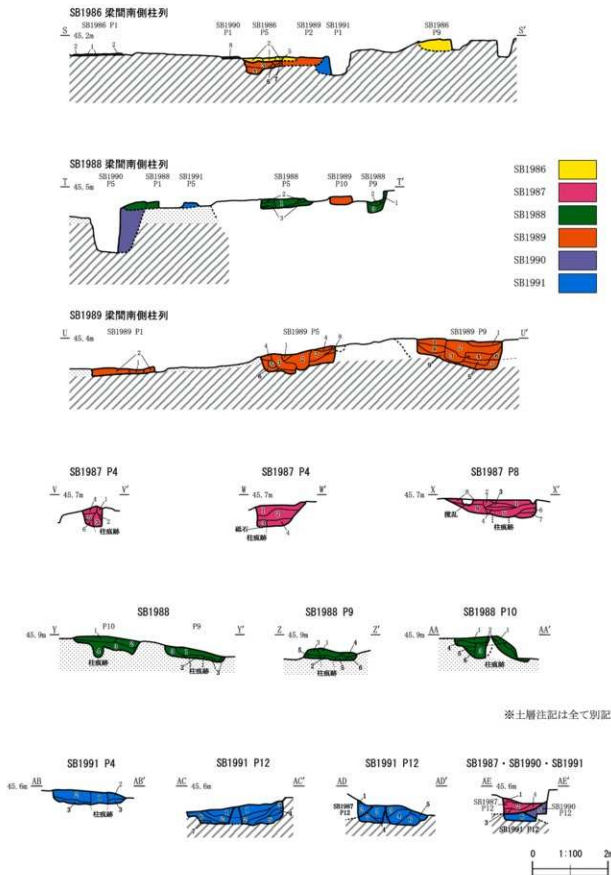 SB1986 梁間南側柱列
SB1986 P1
SB1990 P1
SB1986 P5
SB1989 P2
SB1991 P1
SB1986 P9
S 45.2m S'
SB1988 梁間南側柱列
SB1990 P5
SB1988 P1
SB1991 P5
SB1988 P5
SB1989 P10
SB1988 P9
T 45.5m T'
SB1986
SB1987
SB1988
SB1989
SB1990
SB1991
SB1989 梁間南側柱列
SB1989 P1
SB1989 P5
SB1989 P9
U 45.4m U'
SB1987 P4
V 45.7m V'
SB1987 P4
W 45.7m W'
砥石
柱痕跡
SB1987 P8
X 45.7m X'
撹乱
柱痕跡
SB1988
P10 P9
Y 45.9m Y'
柱痕跡 柱痕跡
SB1988 P9
Z 45.9m Z'
柱痕跡
SB1988 P10
AA 45.9m AA'
柱痕跡
※土層注記は全て別記
SB1991 P4
AB 45.6m AB'
柱痕跡
SB1991 P12
AC 45.6m AC'
SB1991 P12
AD 45.6m AD'
SB1987 P12
SB1987・SB1990・SB1991
AE 45.6m AE'
SB1987 P12
SB1990 P12
SB1991 P12
0 1:100 2m